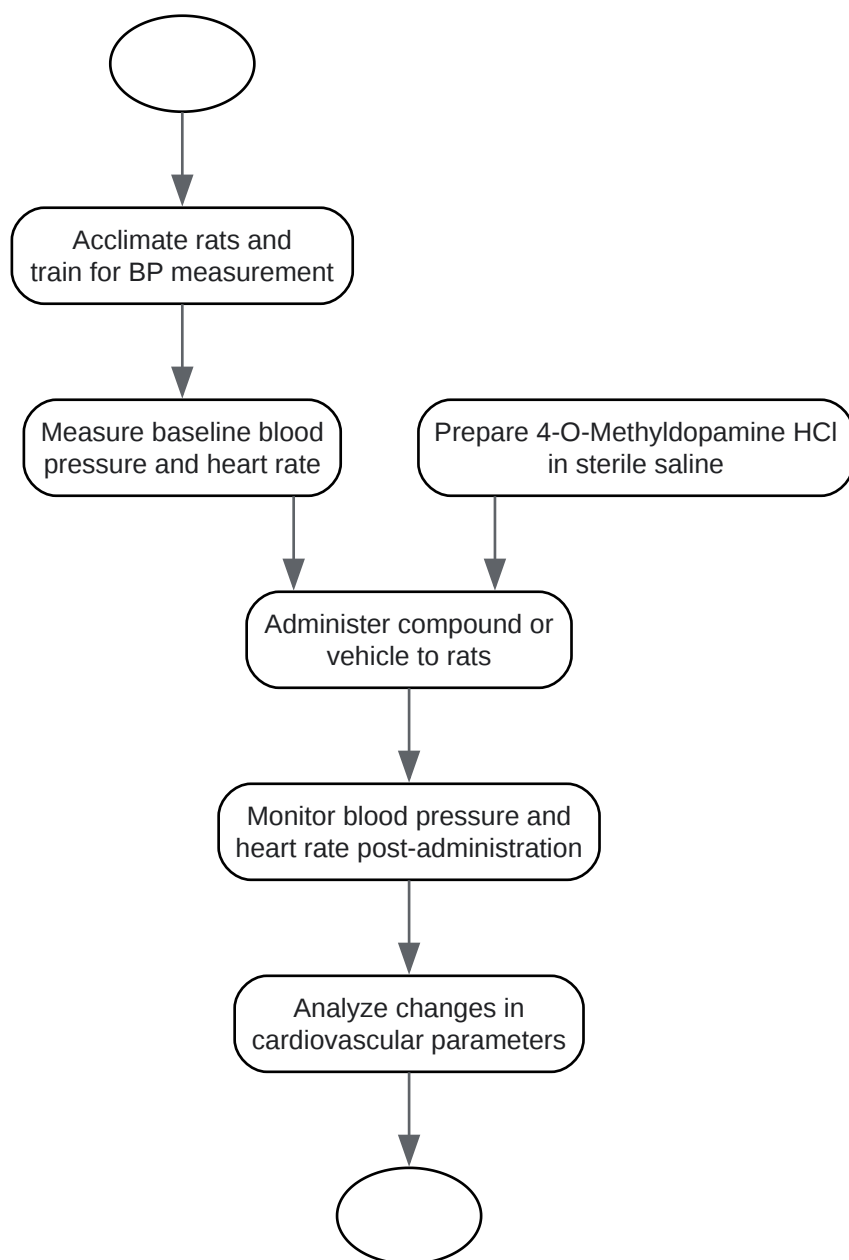 Acclimate rats and
train for BP measurement
Measure baseline blood
pressure and heart rate
Prepare 4-O-Methyldopamine HCl
in sterile saline
Administer compound or
vehicle to rats
Monitor blood pressure and
heart rate post-administration
Analyze changes in
cardiovascular parameters